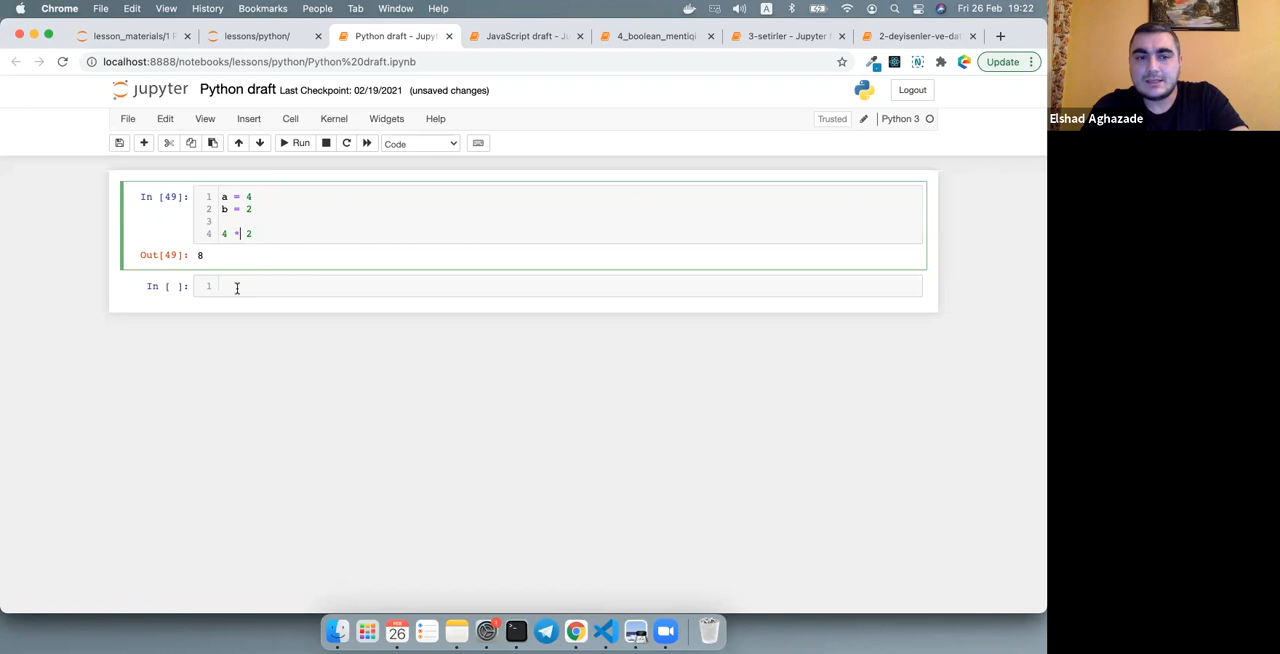 Chrome File Edit View History Bookmarks People Tab Window Help A Fri 26 Feb 19:22
lesson_materials/1 F lessons/python/ Python draft - Jupyt JavaScript draft - Ju 4_boolean_mentiqi 3-setirler - Jupyter N 2-deyisenler-ve-dat
localhost:8888/notebooks/lessons/python/Python%20draft.ipynb Update
jupyter Python draft Last Checkpoint: 02/19/2021 (unsaved changes) Logout
File Edit View Insert Cell Kernel Widgets Help Trusted Python 3
Run Code
In [49]: 1 a = 4
2 b = 2
3
4 4 * 2
Out[49]: 8
In [ ]: 1
Elshad Aghazade
FEB
26
1